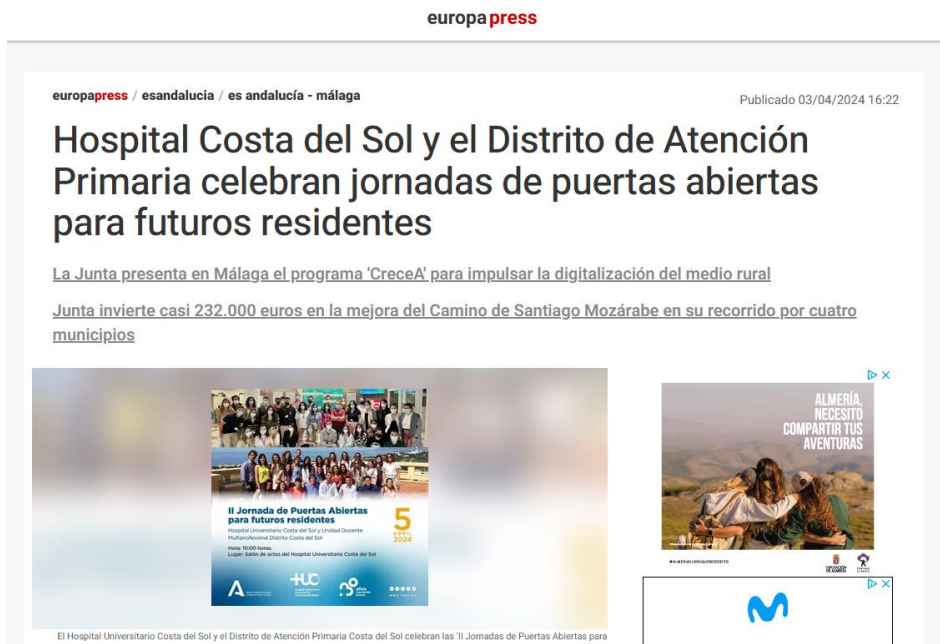 europapress
europapress / esandalucia / es andalucía - málaga
Publicado 03/04/2024 16:22
Hospital Costa del Sol y el Distrito de Atención
Primaria celebran jornadas de puertas abiertas
para futuros residentes
La Junta presenta en Málaga el programa 'CreceA' para impulsar la digitalización del medio rural
Junta invierte casi 232.000 euros en la mejora del Camino de Santiago Mozárabe en su recorrido por cuatro
municipios
II Jornada de Puertas Abiertas
para futuros residentes
Hospital Universitario Costa del Sol y Unidad Docente
Multiprofesional Distrito Costa del Sol
Hora: 10:00 horas.
Lugar: Salón de actos del Hospital Universitario Costa del Sol
5
ABRIL
2024
ALMERÍA,
NECESITO
COMPARTIR TUS
AVENTURAS
El Hospital Universitario Costa del Sol y el Distrito de Atención Primaria Costa del Sol celebran las 'II Jornadas de Puertas Abiertas para